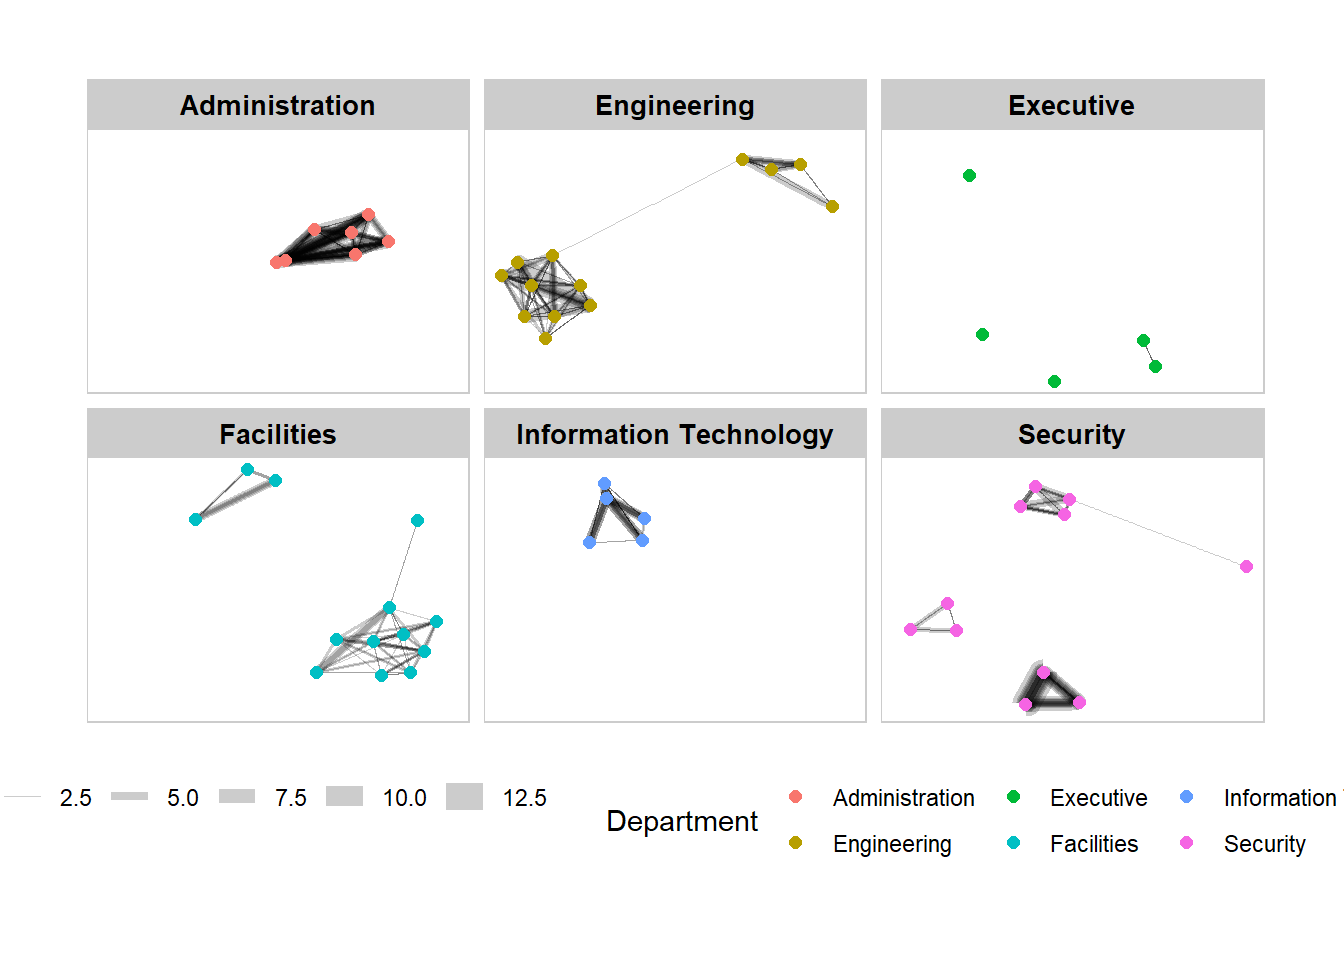 Administration
Engineering
Executive
Facilities
Information Technology
Security
2.5 5.0 7.5 10.0 12.5
Department
Administration Executive Information
Engineering Facilities Security